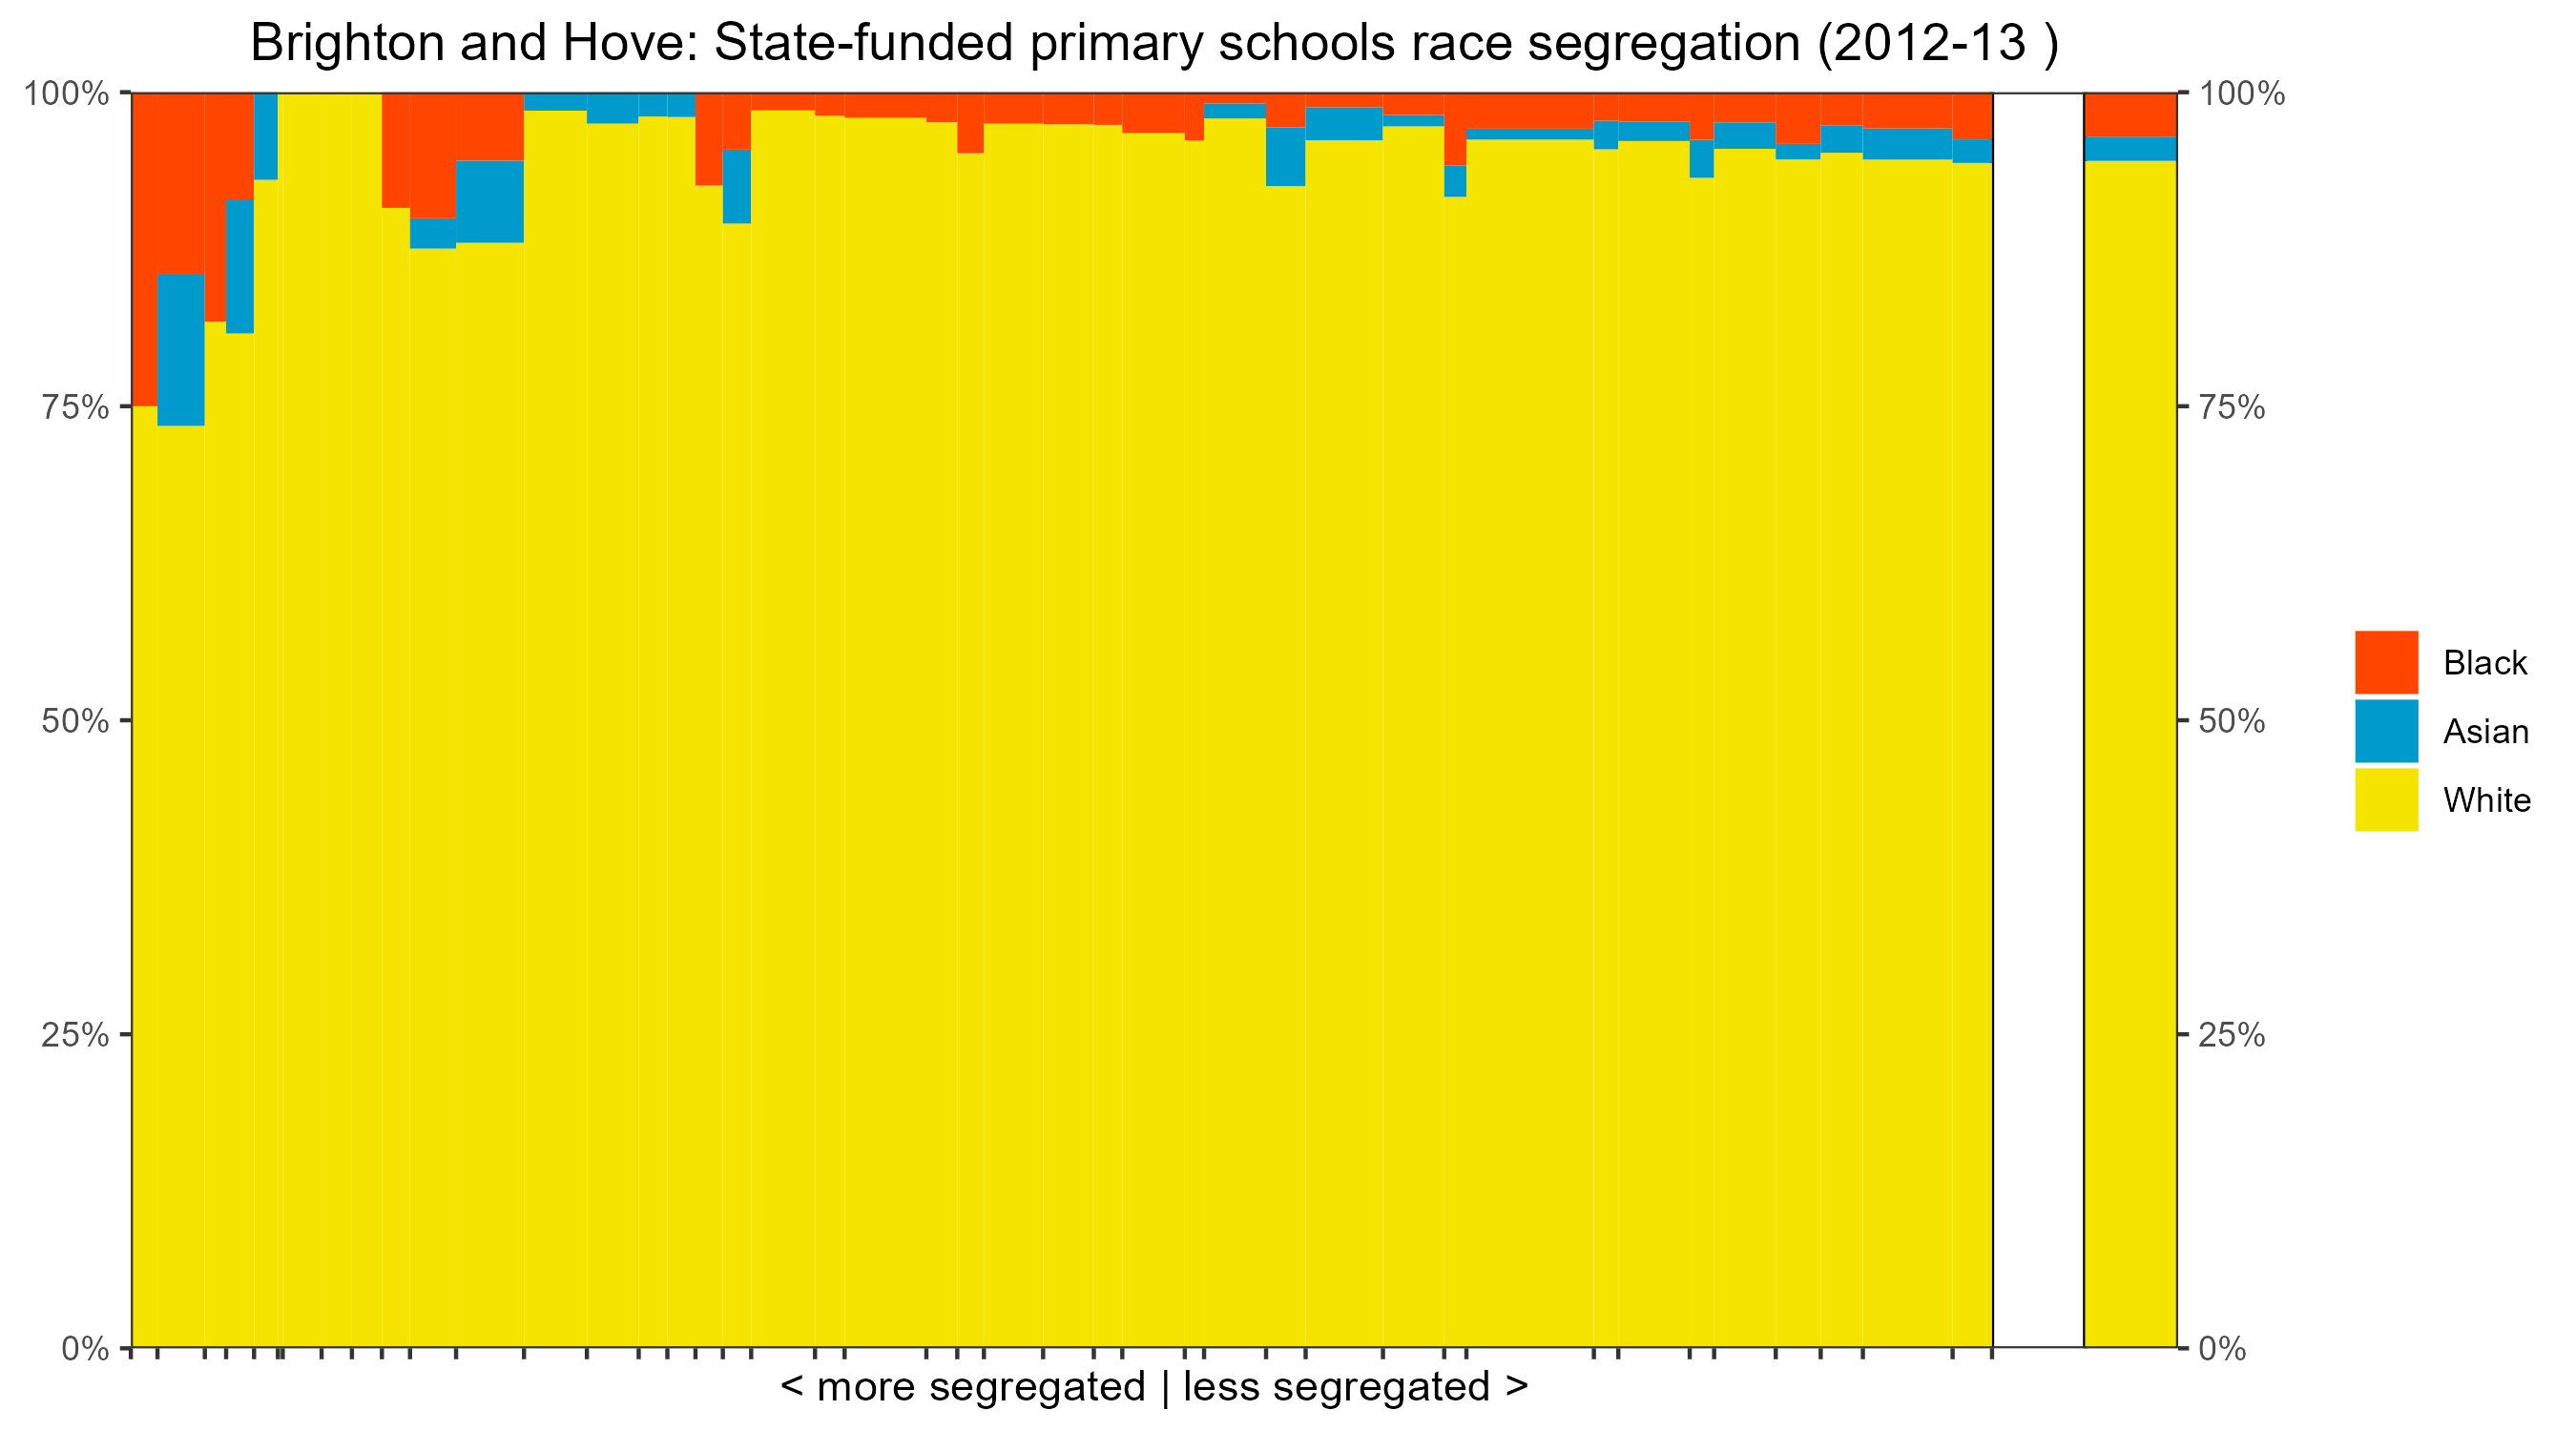 Brighton and Hove: State-funded primary schools race segregation (2012-13 )
100%
75%
50%
25%
0%
100%
75%
50%
25%
0%
Black
Asian
White
< more segregated | less segregated >